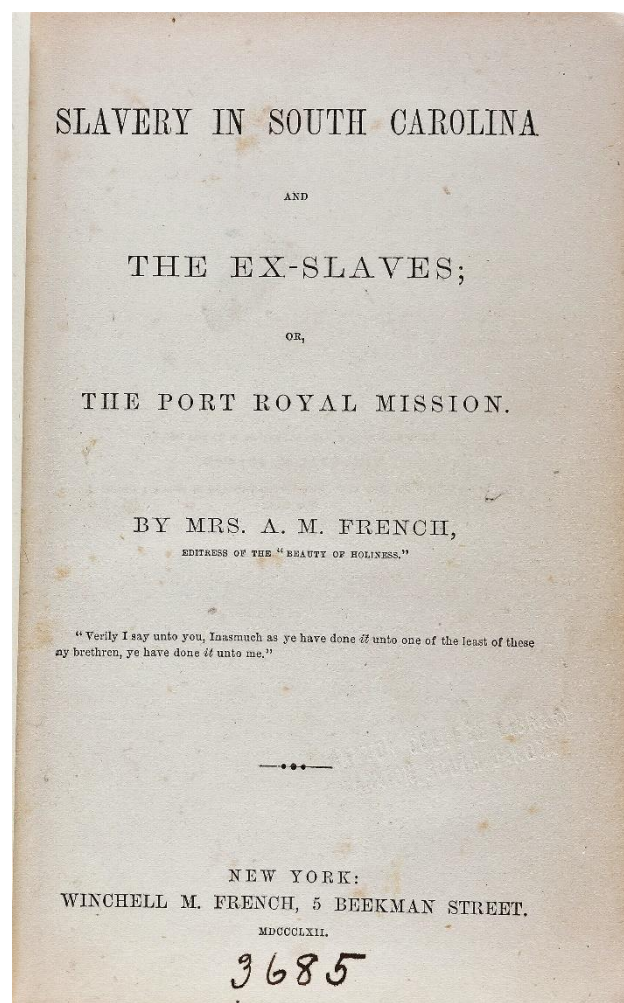 SLAVERY IN SOUTH CAROLINA
AND
THE EX-SLAVES;
OR,
THE PORT ROYAL MISSION.
BY MRS. A. M. FRENCH,
EDITRESS OF THE "BEAUTY OF HOLINESS."
"Verily I say unto you, Inasmuch as ye have done it unto one of the least of these
my brethren, ye have done it unto me."
NEW YORK:
WINCHELL M. FRENCH, 5 BEEKMAN STREET.
MDCCCLXII.
3685